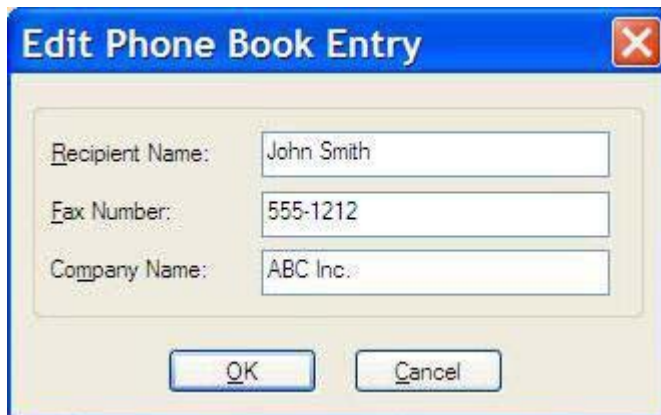 Edit Phone Book Entry
Recipient Name: John Smith
Fax Number: 555-1212
Company Name: ABC Inc.
OK Cancel